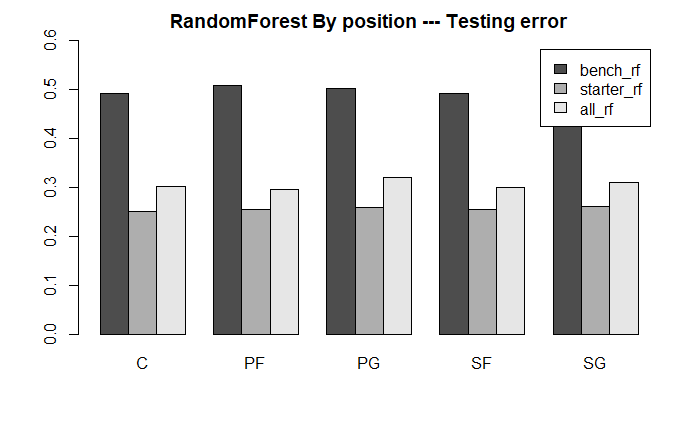 RandomForest By position --- Testing error
0.6
0.5
0.4
0.3
0.2
0.1
0.0
bench_rf
starter_rf
all_rf
C PF PG SF SG